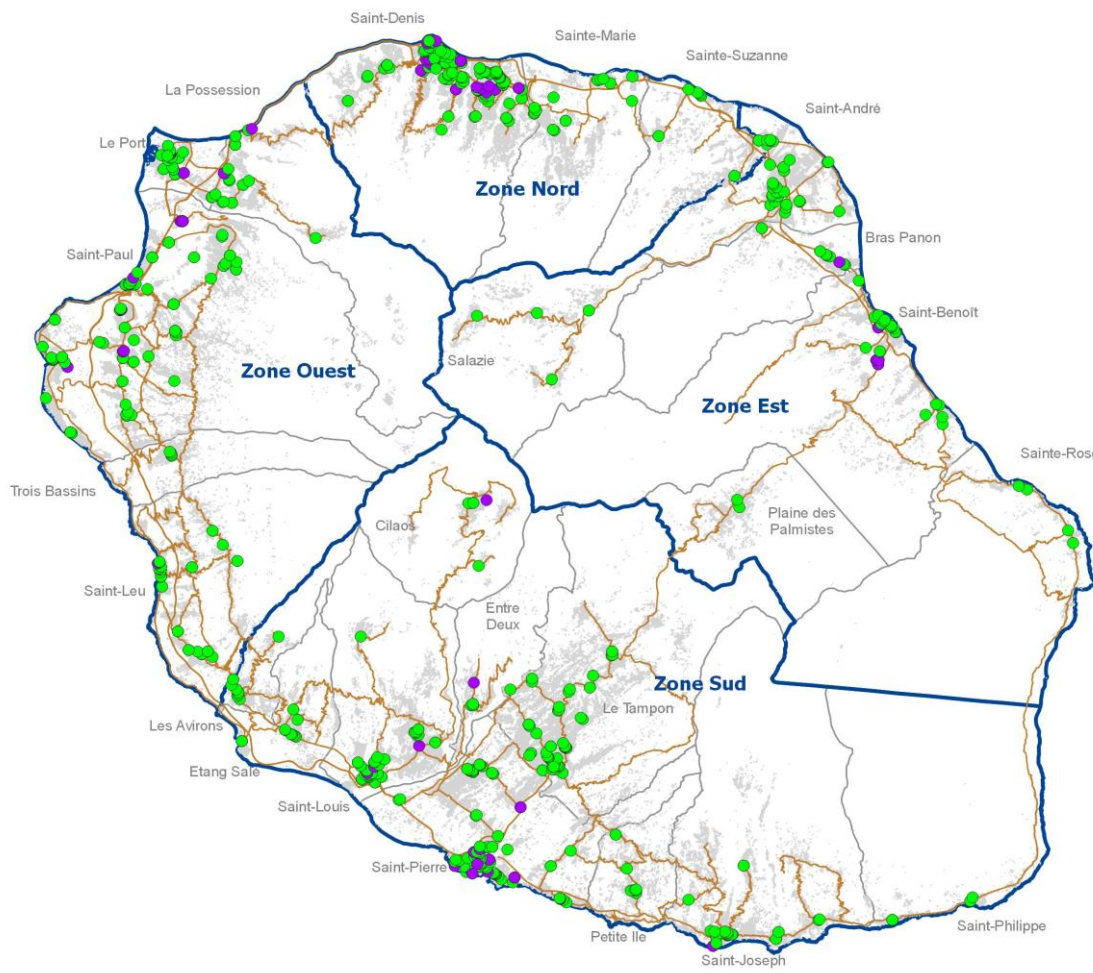 Saint-Denis
Sainte-Marie
Sainte-Suzanne
La Possession
Saint-André
Le Port
Zone Nord
Bras Panon
Saint-Paul
Saint-Benoît
Salazie
Zone Ouest
Zone Est
Sainte-Rose
Trois Bassins
Plaine des
Palmistes
Cilaos
Saint-Leu
Entre
Deux
Zone Sud
Le Tampon
Les Avirons
Etang Salé
Saint-Louis
Saint-Pierre
Saint-Philippe
Petite Ile
Saint-Joseph